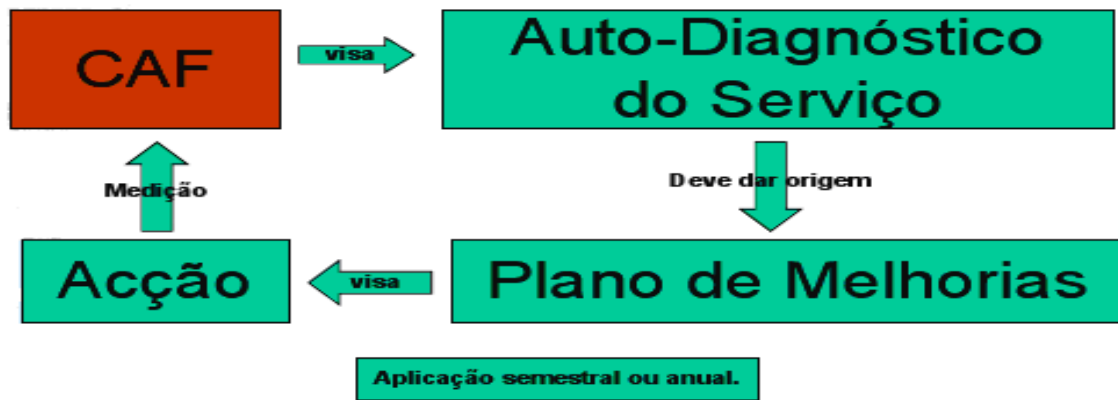 CAF
visa
Auto-Diagnóstico
do Serviço
Medição
Deve dar origem
Acção
visa
Plano de Melhorias
Aplicação semestral ou anual.